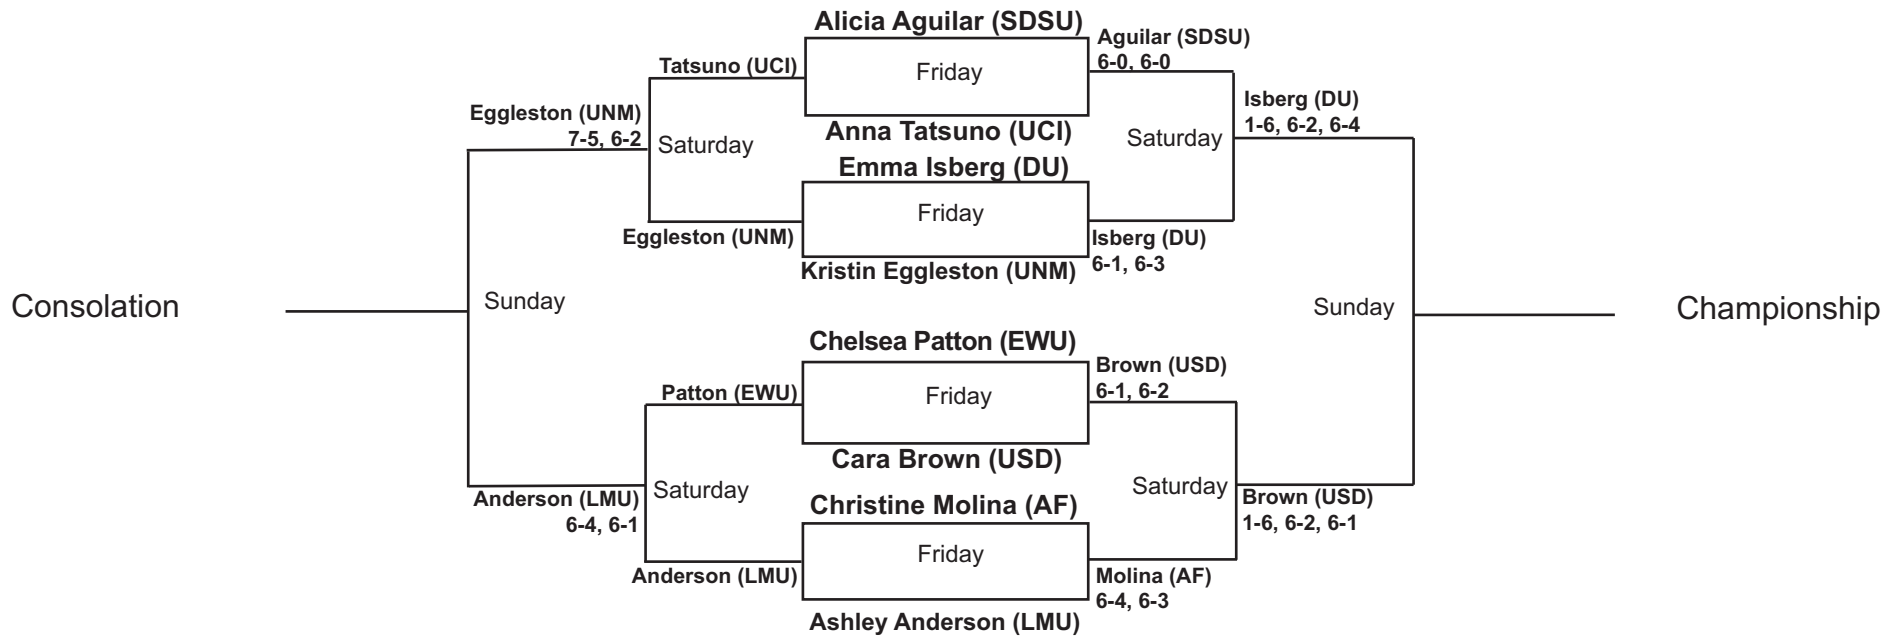 Alicia Aguilar (SDSU)
Aguilar (SDSU)
6-0, 6-0
Tatsuno (UCI)
Friday
Eggleston (UNM)
7-5, 6-2
Isberg (DU)
1-6, 6-2, 6-4
Anna Tatsuno (UCI)
Saturday
Saturday
Emma Isberg (DU)
Friday
Eggleston (UNM)
Isberg (DU)
6-1, 6-3
Kristin Eggleston (UNM)
Consolation
Sunday
Sunday
Championship
Chelsea Patton (EWU)
Brown (USD)
6-1, 6-2
Patton (EWU)
Friday
Cara Brown (USD)
Saturday
Saturday
Anderson (LMU)
6-4, 6-1
Christine Molina (AF)
Brown (USD)
1-6, 6-2, 6-1
Friday
Anderson (LMU)
Molina (AF)
6-4, 6-3
Ashley Anderson (LMU)